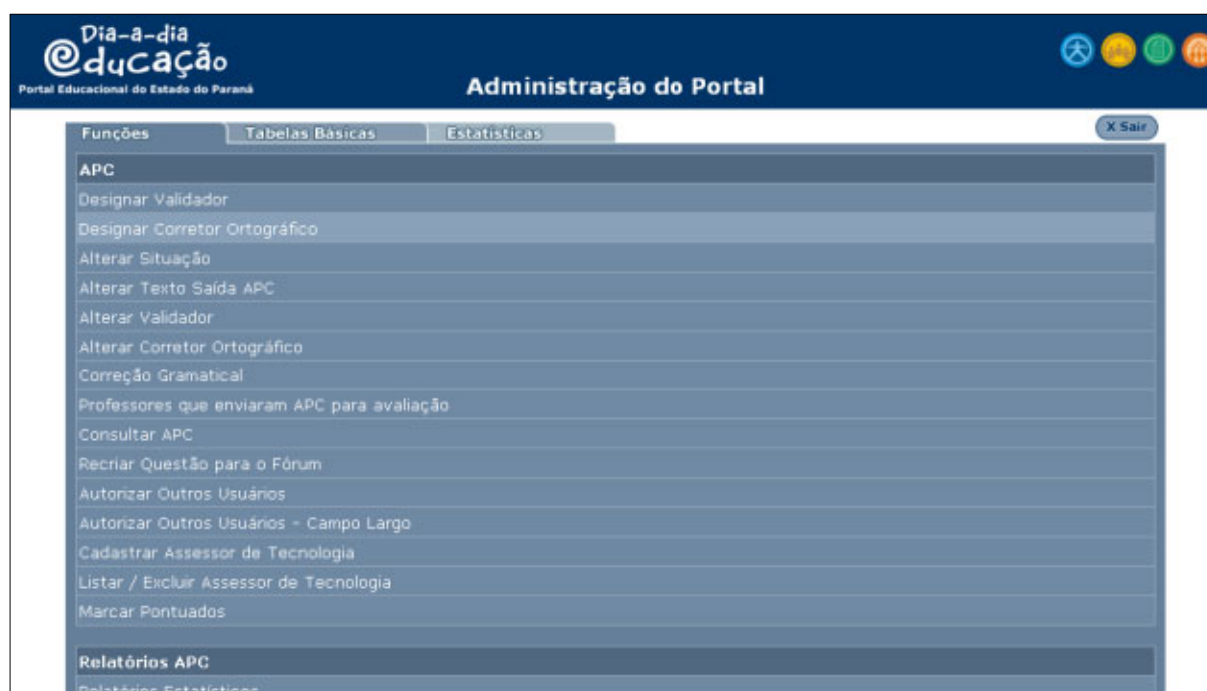 Dia-a-dia
educação
Portal Educacional do Estado do Paraná
Administração do Portal
Funções Tabelas Básicas Estatísticas X Sair
APC
Designar Validador
Designar Corretor Ortográfico
Alterar Situação
Alterar Texto Saída APC
Alterar Validador
Alterar Corretor Ortográfico
Correção Gramatical
Professores que enviaram APC para avaliação
Consultar APC
Recriar Questão para o Fórum
Autorizar Outros Usuários
Autorizar Outros Usuários - Campo Largo
Cadastrar Assessor de Tecnologia
Listar / Excluir Assessor de Tecnologia
Marcar Pontuados
Relatórios APC
Relatórios Estatísticos